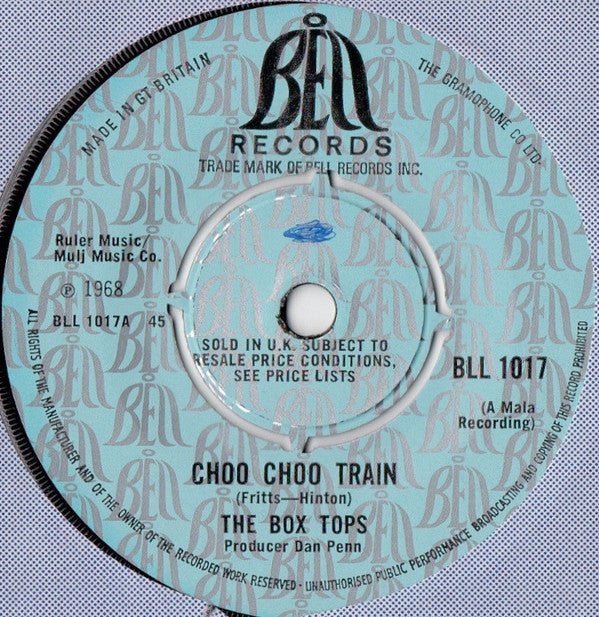 BELL
RECORDS
TRADE MARK OF BELL RECORDS INC.
MADE IN GT BRITAIN
THE GRAMOPHONE CO LTD·
Ruler Music/
Mulj Music Co.
℗ 1968
BLL 1017A 45
SOLD IN U.K. SUBJECT TO
RESALE PRICE CONDITIONS,
SEE PRICE LISTS
BLL 1017
(A Mala
Recording)
CHOO CHOO TRAIN
(Fritts—Hinton)
THE BOX TOPS
Producer Dan Penn
ALL RIGHTS OF THE MANUFACTURER AND OF THE OWNER OF THE RECORDED WORK RESERVED · UNAUTHORISED PUBLIC PERFORMANCE BROADCASTING AND COPYING OF THIS RECORD PROHIBITED